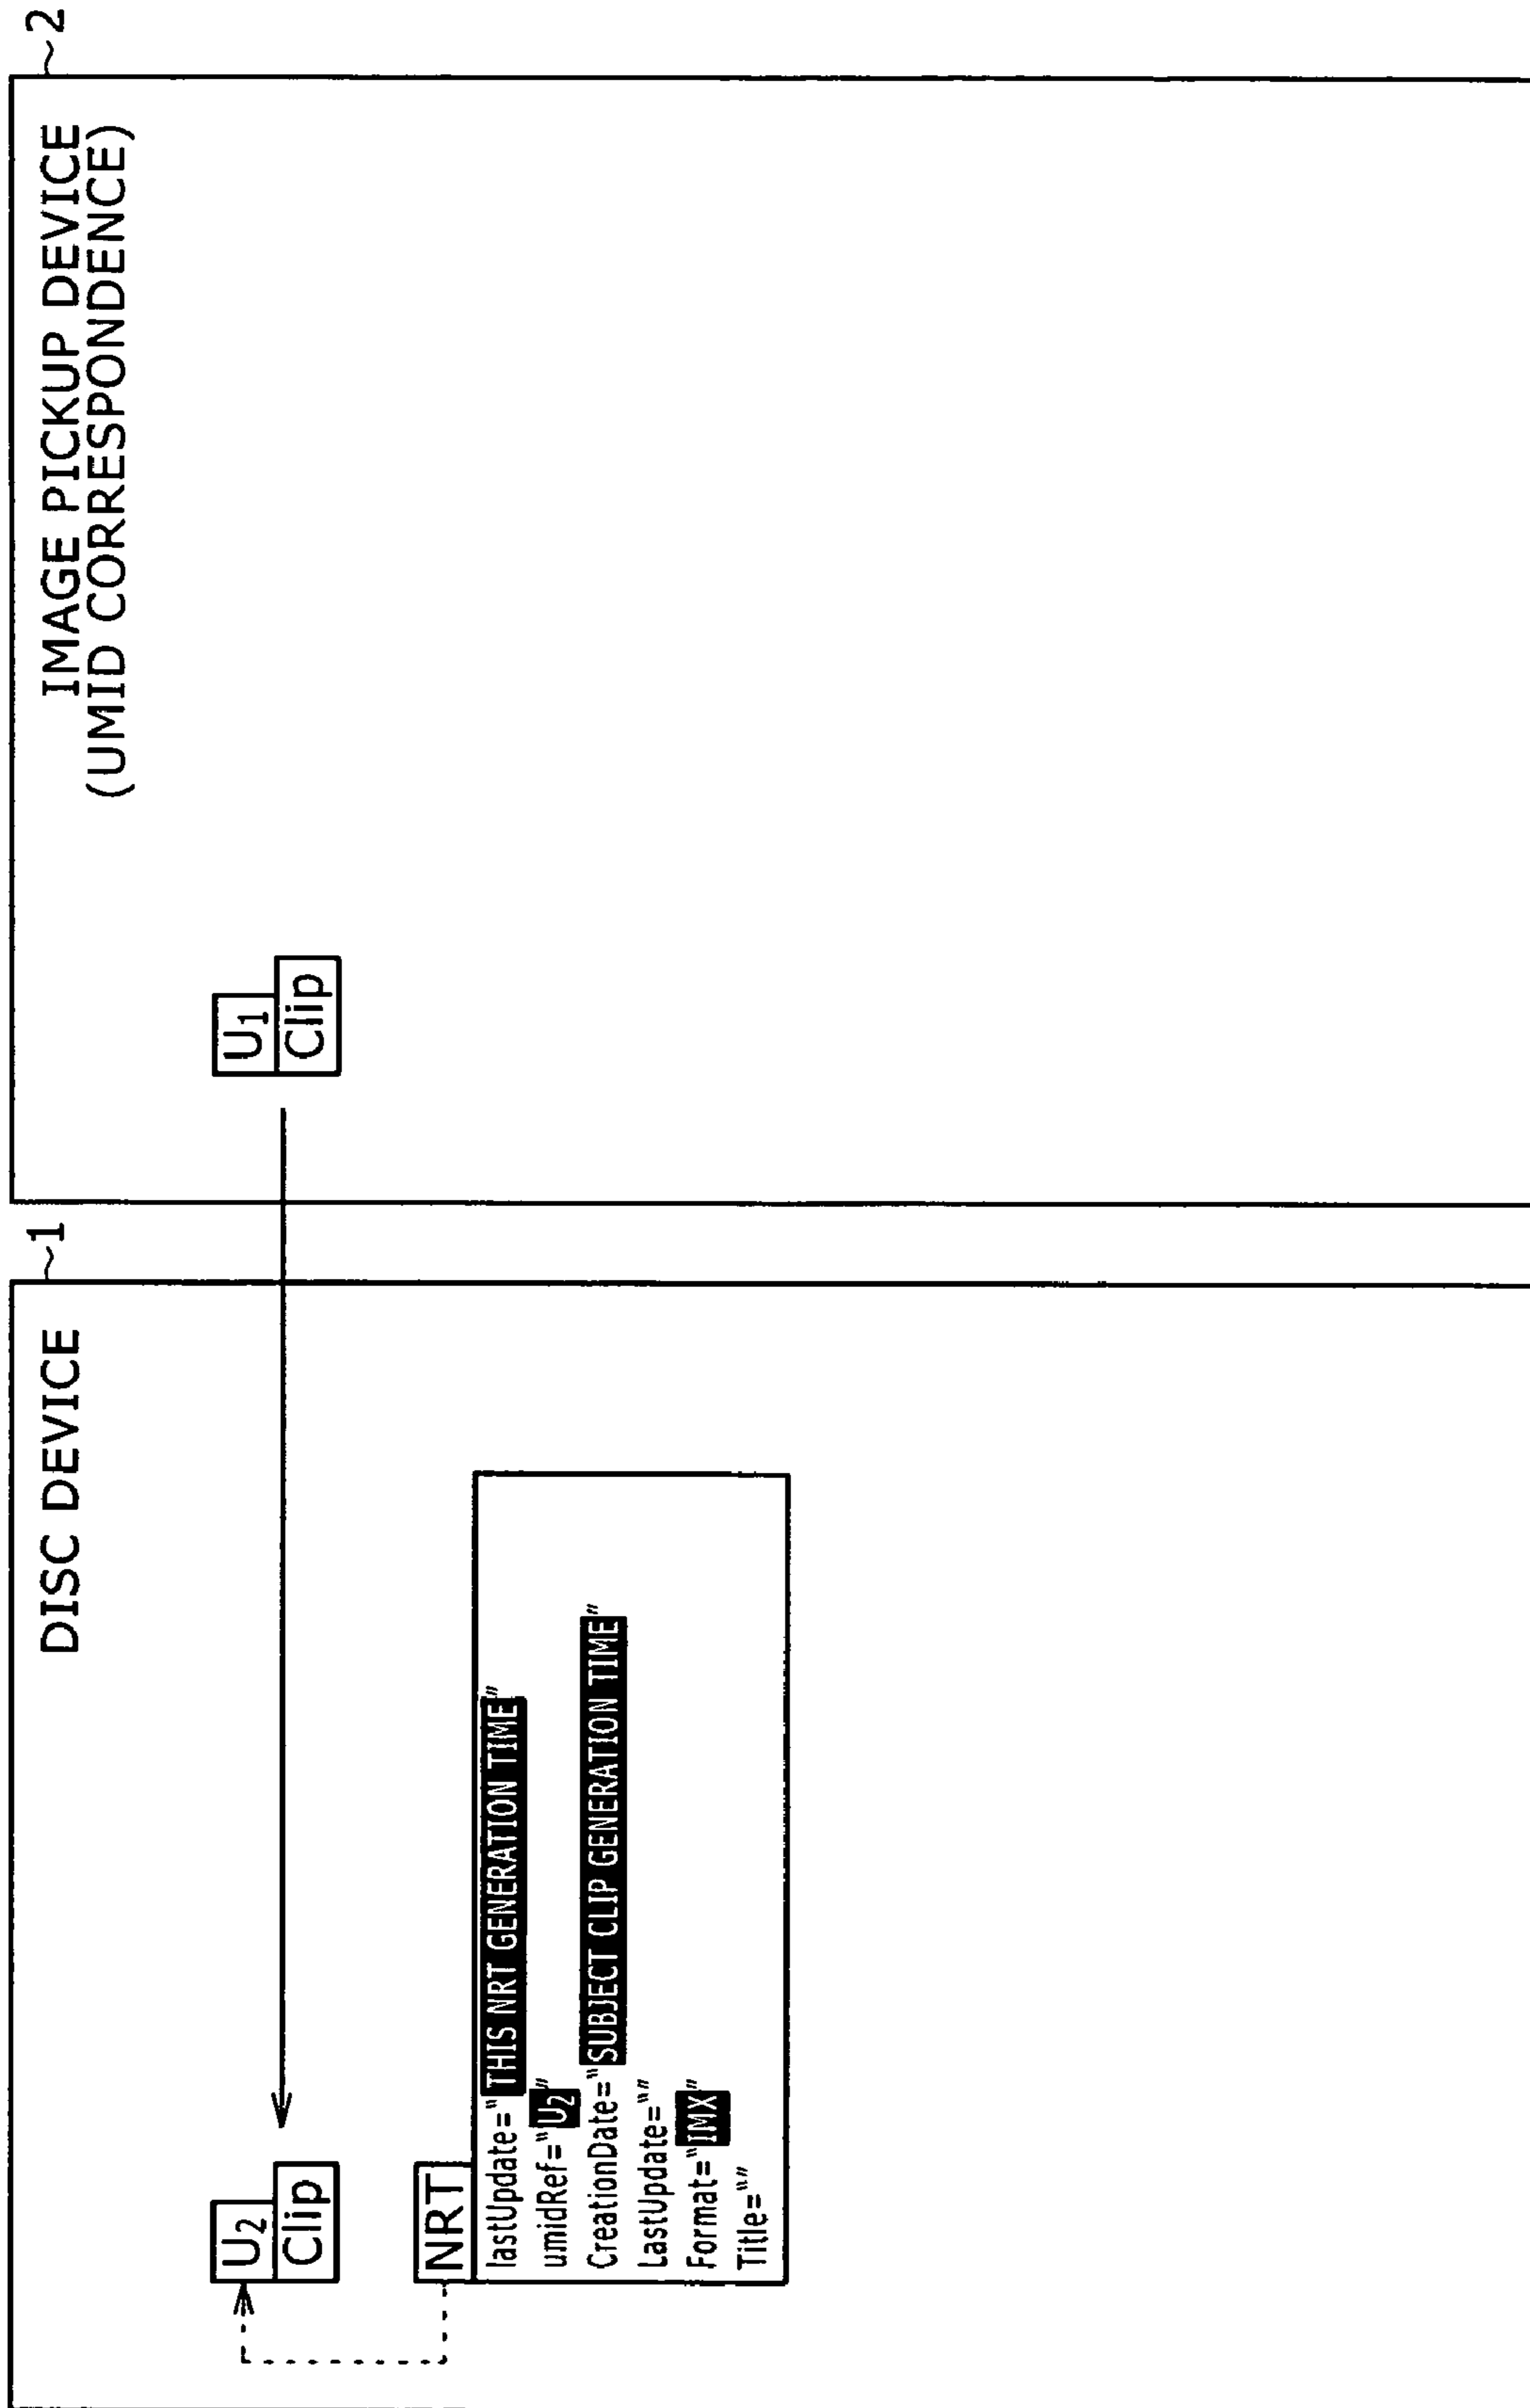 DISC DEVICE
~1
U2
Clip
NRT
lastUpdate="THIS NRT GENERATION TIME"
umidRef="U2"
CreationDate="SUBJECT CLIP GENERATION TIME"
LastUpdate=""
Format="IMX"
Title=""
IMAGE PICKUP DEVICE
(UMID CORRESPONDENCE)
~2
U1
Clip